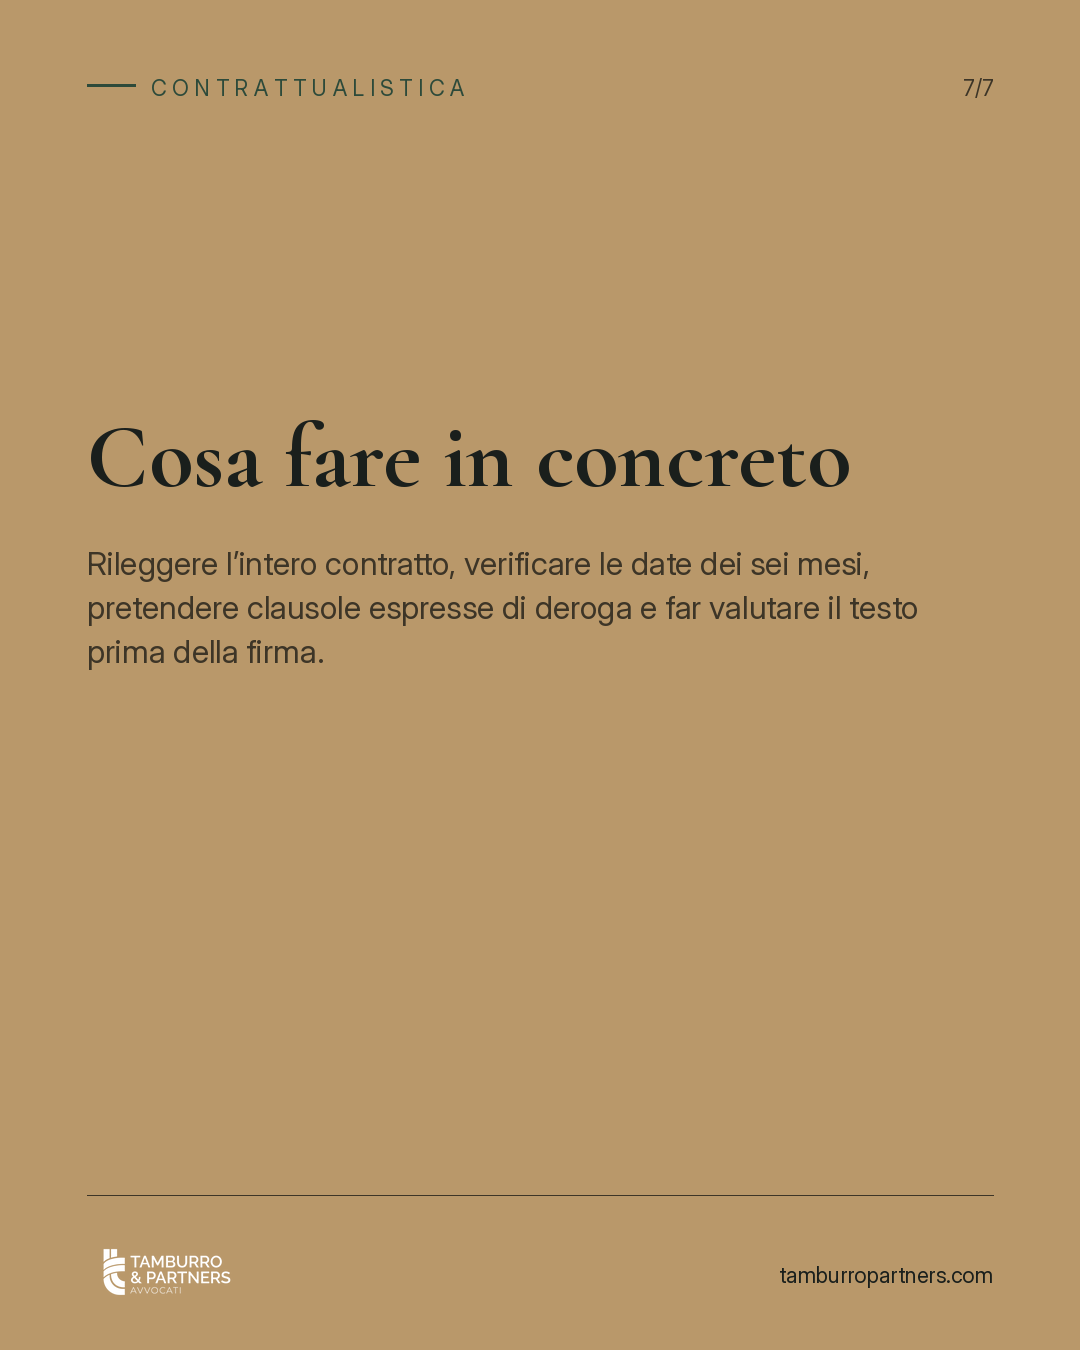 CONTRATTUALISTICA
7/7
Cosa fare in concreto
Rileggere l’intero contratto, verificare le date dei sei mesi,
pretendere clausole espresse di deroga e far valutare il testo
prima della firma.
TAMBURRO
& PARTNERS
AVVOCATI
tamburropartners.com